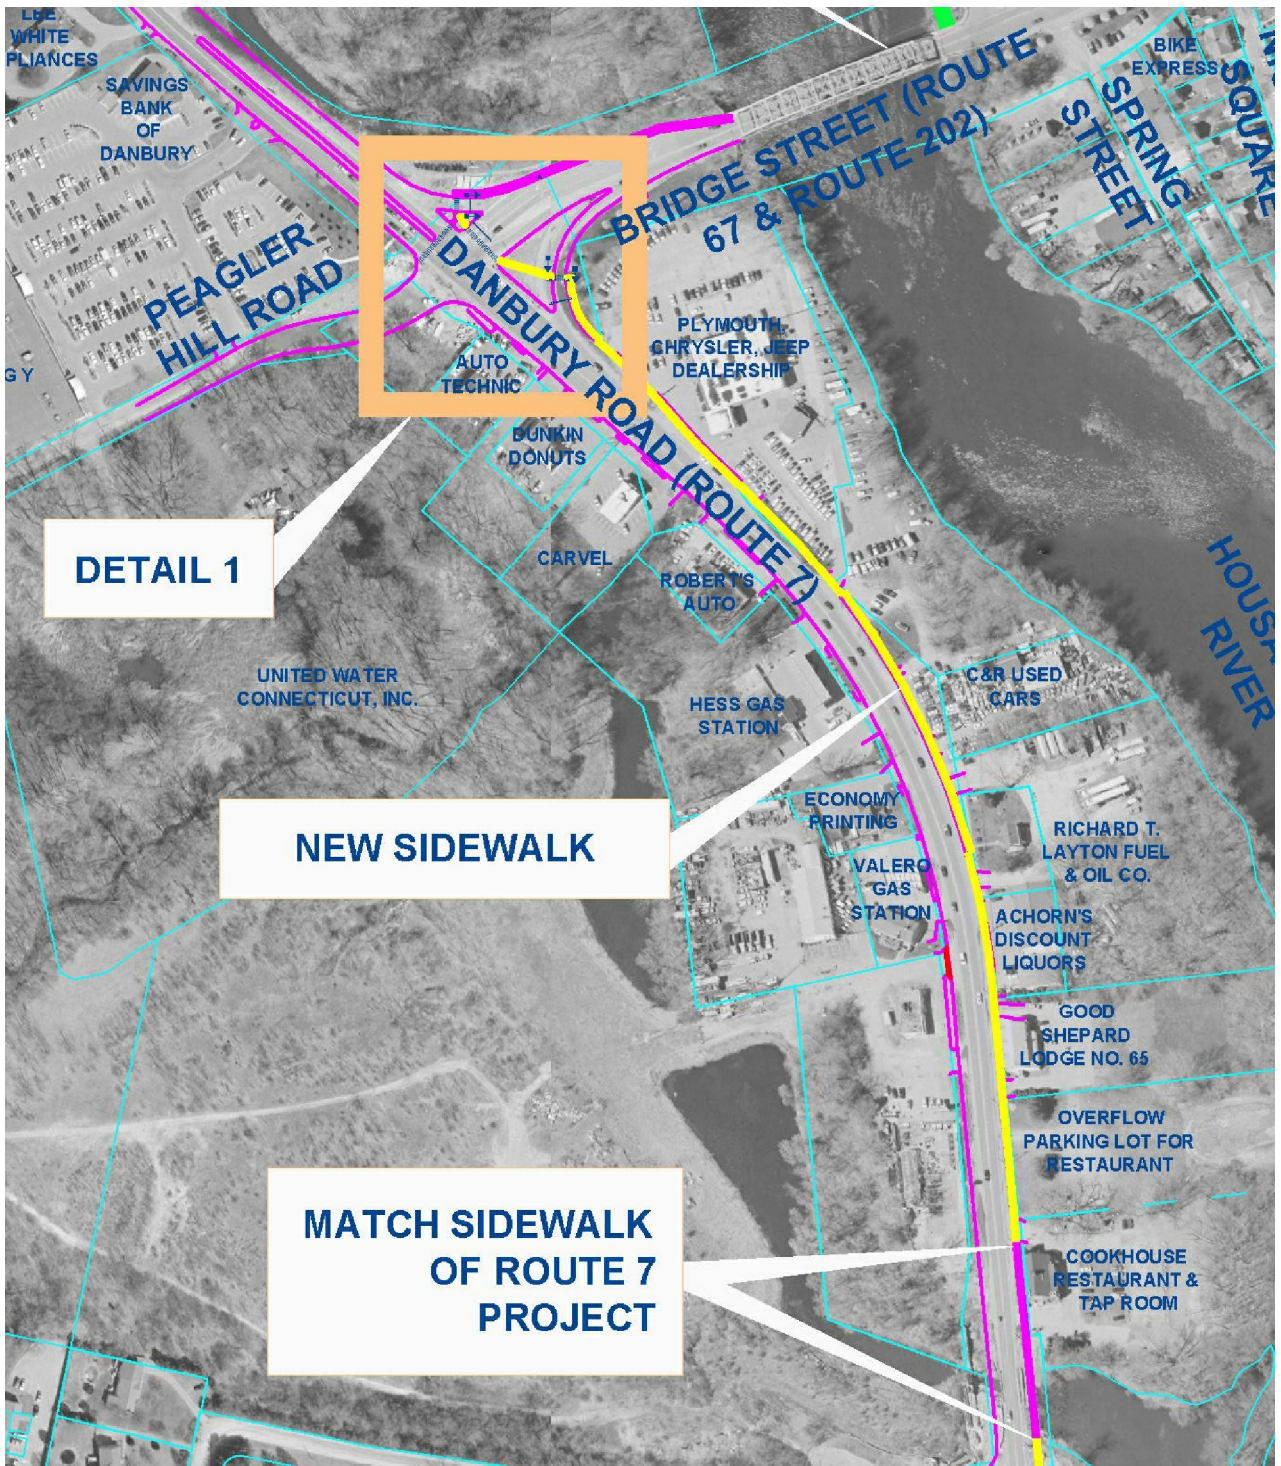 LEE
WHITE
PLIANCES
SAVINGS
BANK
OF
DANBURY
BIKE
EXPRESS
SPRING
STREET
SQUARE
BRIDGE STREET (ROUTE
67 & ROUTE 202)
PEAGLER
HILL ROAD
DANBURY ROAD (ROUTE 7)
G Y
AUTO
TECHNIC
PLYMOUTH,
CHRYSLER, JEEP
DEALERSHIP
DUNKIN
DONUTS
DETAIL 1
CARVEL
ROBERT'S
AUTO
HOUSA
RIVER
UNITED WATER
CONNECTICUT, INC.
HESS GAS
STATION
C&R USED
CARS
NEW SIDEWALK
ECONOMY
PRINTING
RICHARD T.
LAYTON FUEL
& OIL CO.
VALERO
GAS
STATION
ACHORN'S
DISCOUNT
LIQUORS
GOOD
SHEPARD
LODGE NO. 65
OVERFLOW
PARKING LOT FOR
RESTAURANT
MATCH SIDEWALK
OF ROUTE 7
PROJECT
COOKHOUSE
RESTAURANT &
TAP ROOM